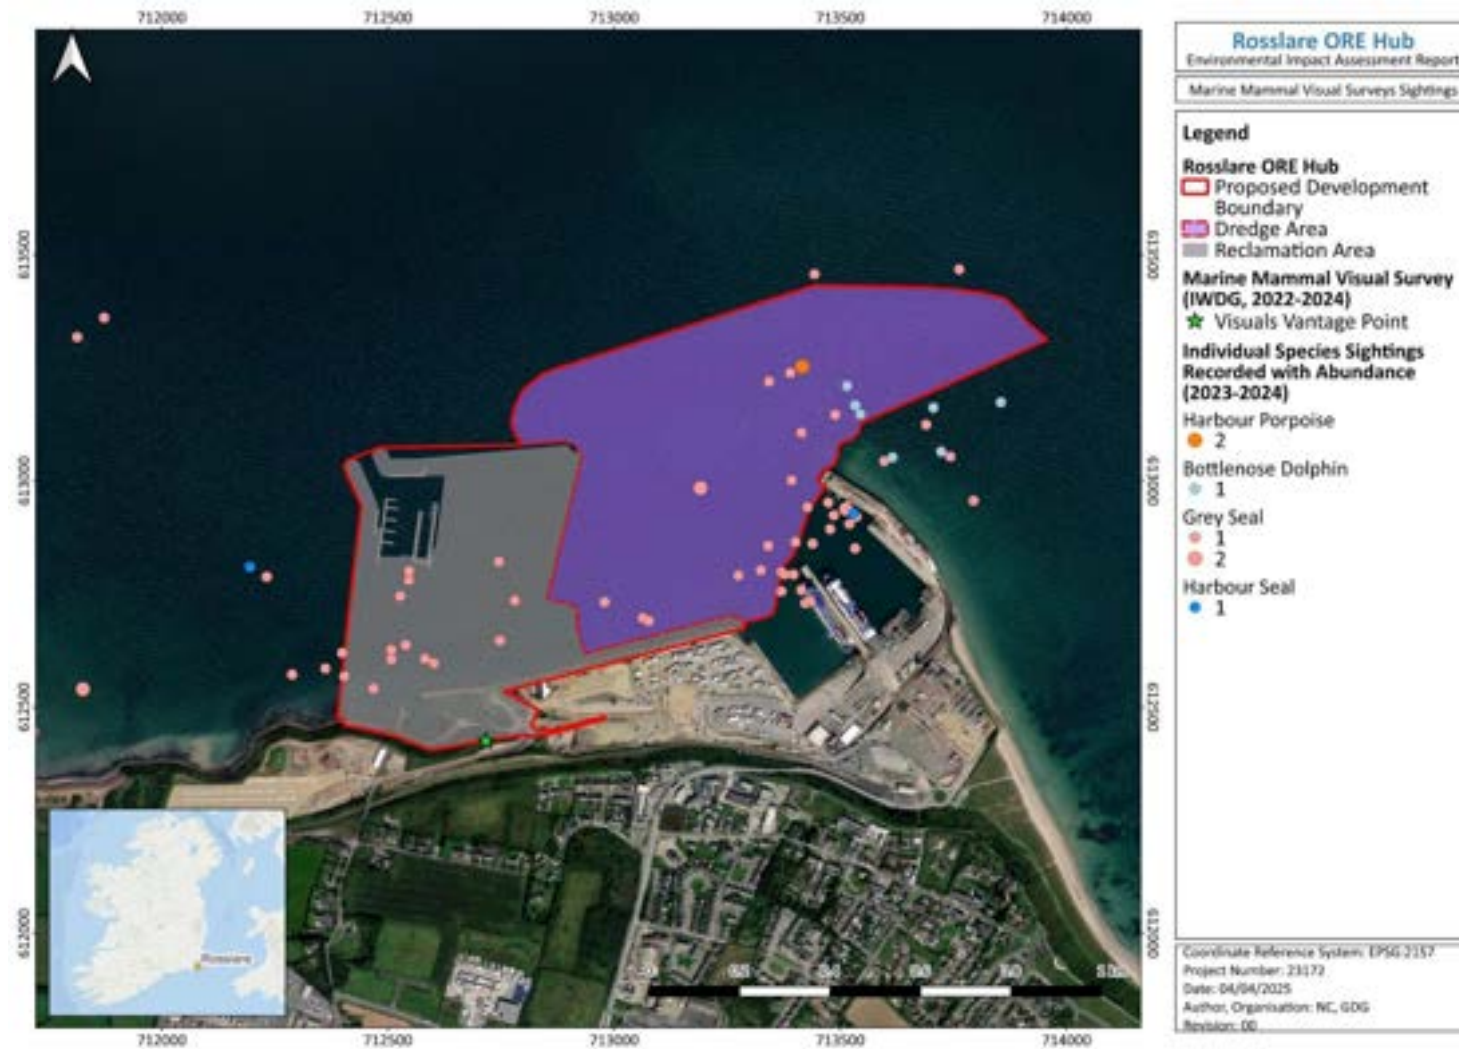 712000 712500 713000 713500 714000
613500
613000
612500
612000
613500
613000
612500
612000
712000 712500 713000 713500 714000
Rosslare
Rosslare ORE Hub
Environmental Impact Assessment Report
Marine Mammal Visual Surveys Sightings
Legend
Rosslare ORE Hub
Proposed Development
Boundary
Dredge Area
Reclamation Area
Marine Mammal Visual Survey
(IWDG, 2022-2024)
Visuals Vantage Point
Individual Species Sightings
Recorded with Abundance
(2023-2024)
Harbour Porpoise
2
Bottlenose Dolphin
1
Grey Seal
1
2
Harbour Seal
1
Coordinate Reference System: EPSG:2157
Project Number: 23172
Date: 04/04/2025
Author, Organisation: NC, GDG
Revision: 00